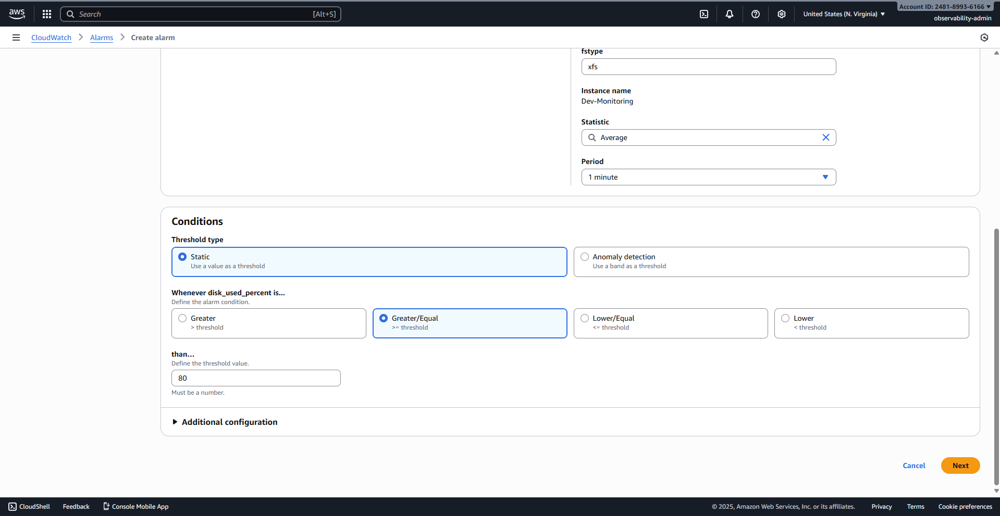 aws
Search [Alt+S]
United States (N. Virginia)
Account ID: 2481-8993-6166
observability-admin
CloudWatch
Alarms
Create alarm
fstype
xfs
Instance name
Dev-Monitoring
Statistic
Average
Period
1 minute
Conditions
Threshold type
Static
Use a value as a threshold
Anomaly detection
Use a band as a threshold
Whenever disk_used_percent is...
Define the alarm condition.
Greater
> threshold
Greater/Equal
>= threshold
Lower/Equal
<= threshold
Lower
< threshold
than...
Define the threshold value.
80
Must be a number.
Additional configuration
Cancel
Next
CloudShell
Feedback
Console Mobile App
© 2025, Amazon Web Services, Inc. or its affiliates.
Privacy
Terms
Cookie preferences